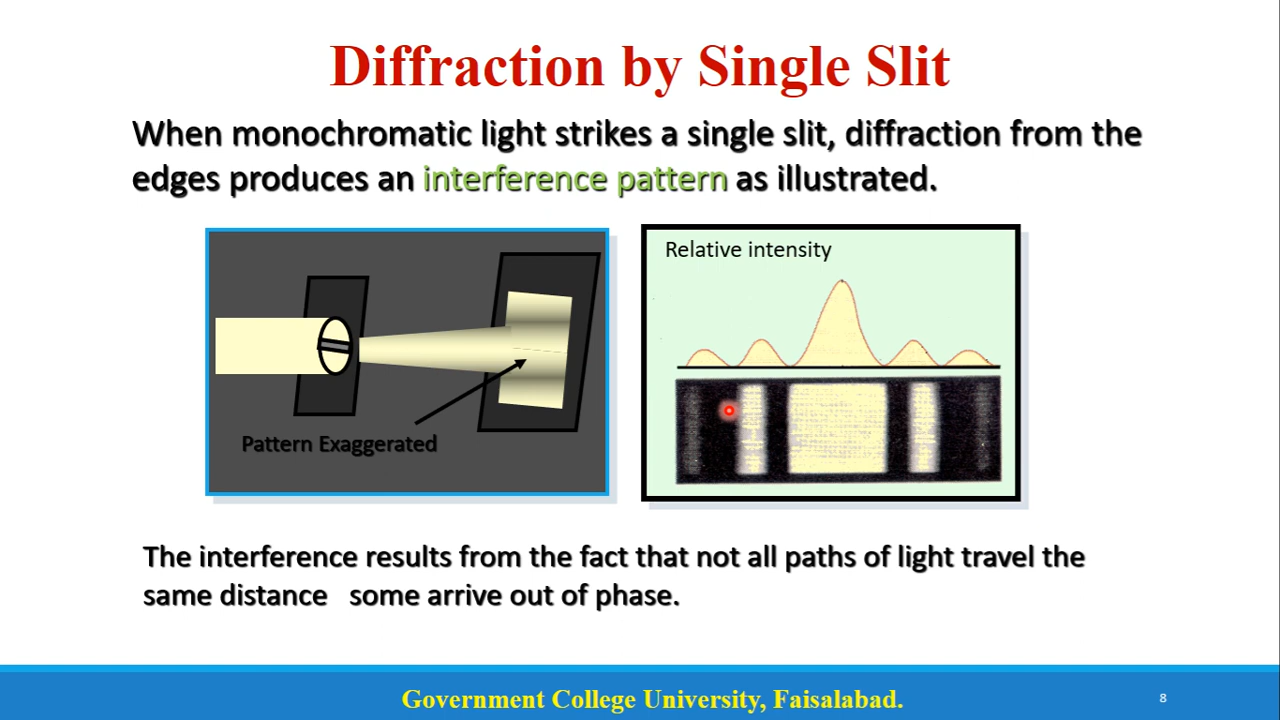 Diffraction by Single Slit
When monochromatic light strikes a single slit, diffraction from the
edges produces an interference pattern as illustrated.
Relative intensity
Pattern Exaggerated
The interference results from the fact that not all paths of light travel the
same distance some arrive out of phase.
Government College University, Faisalabad.
8